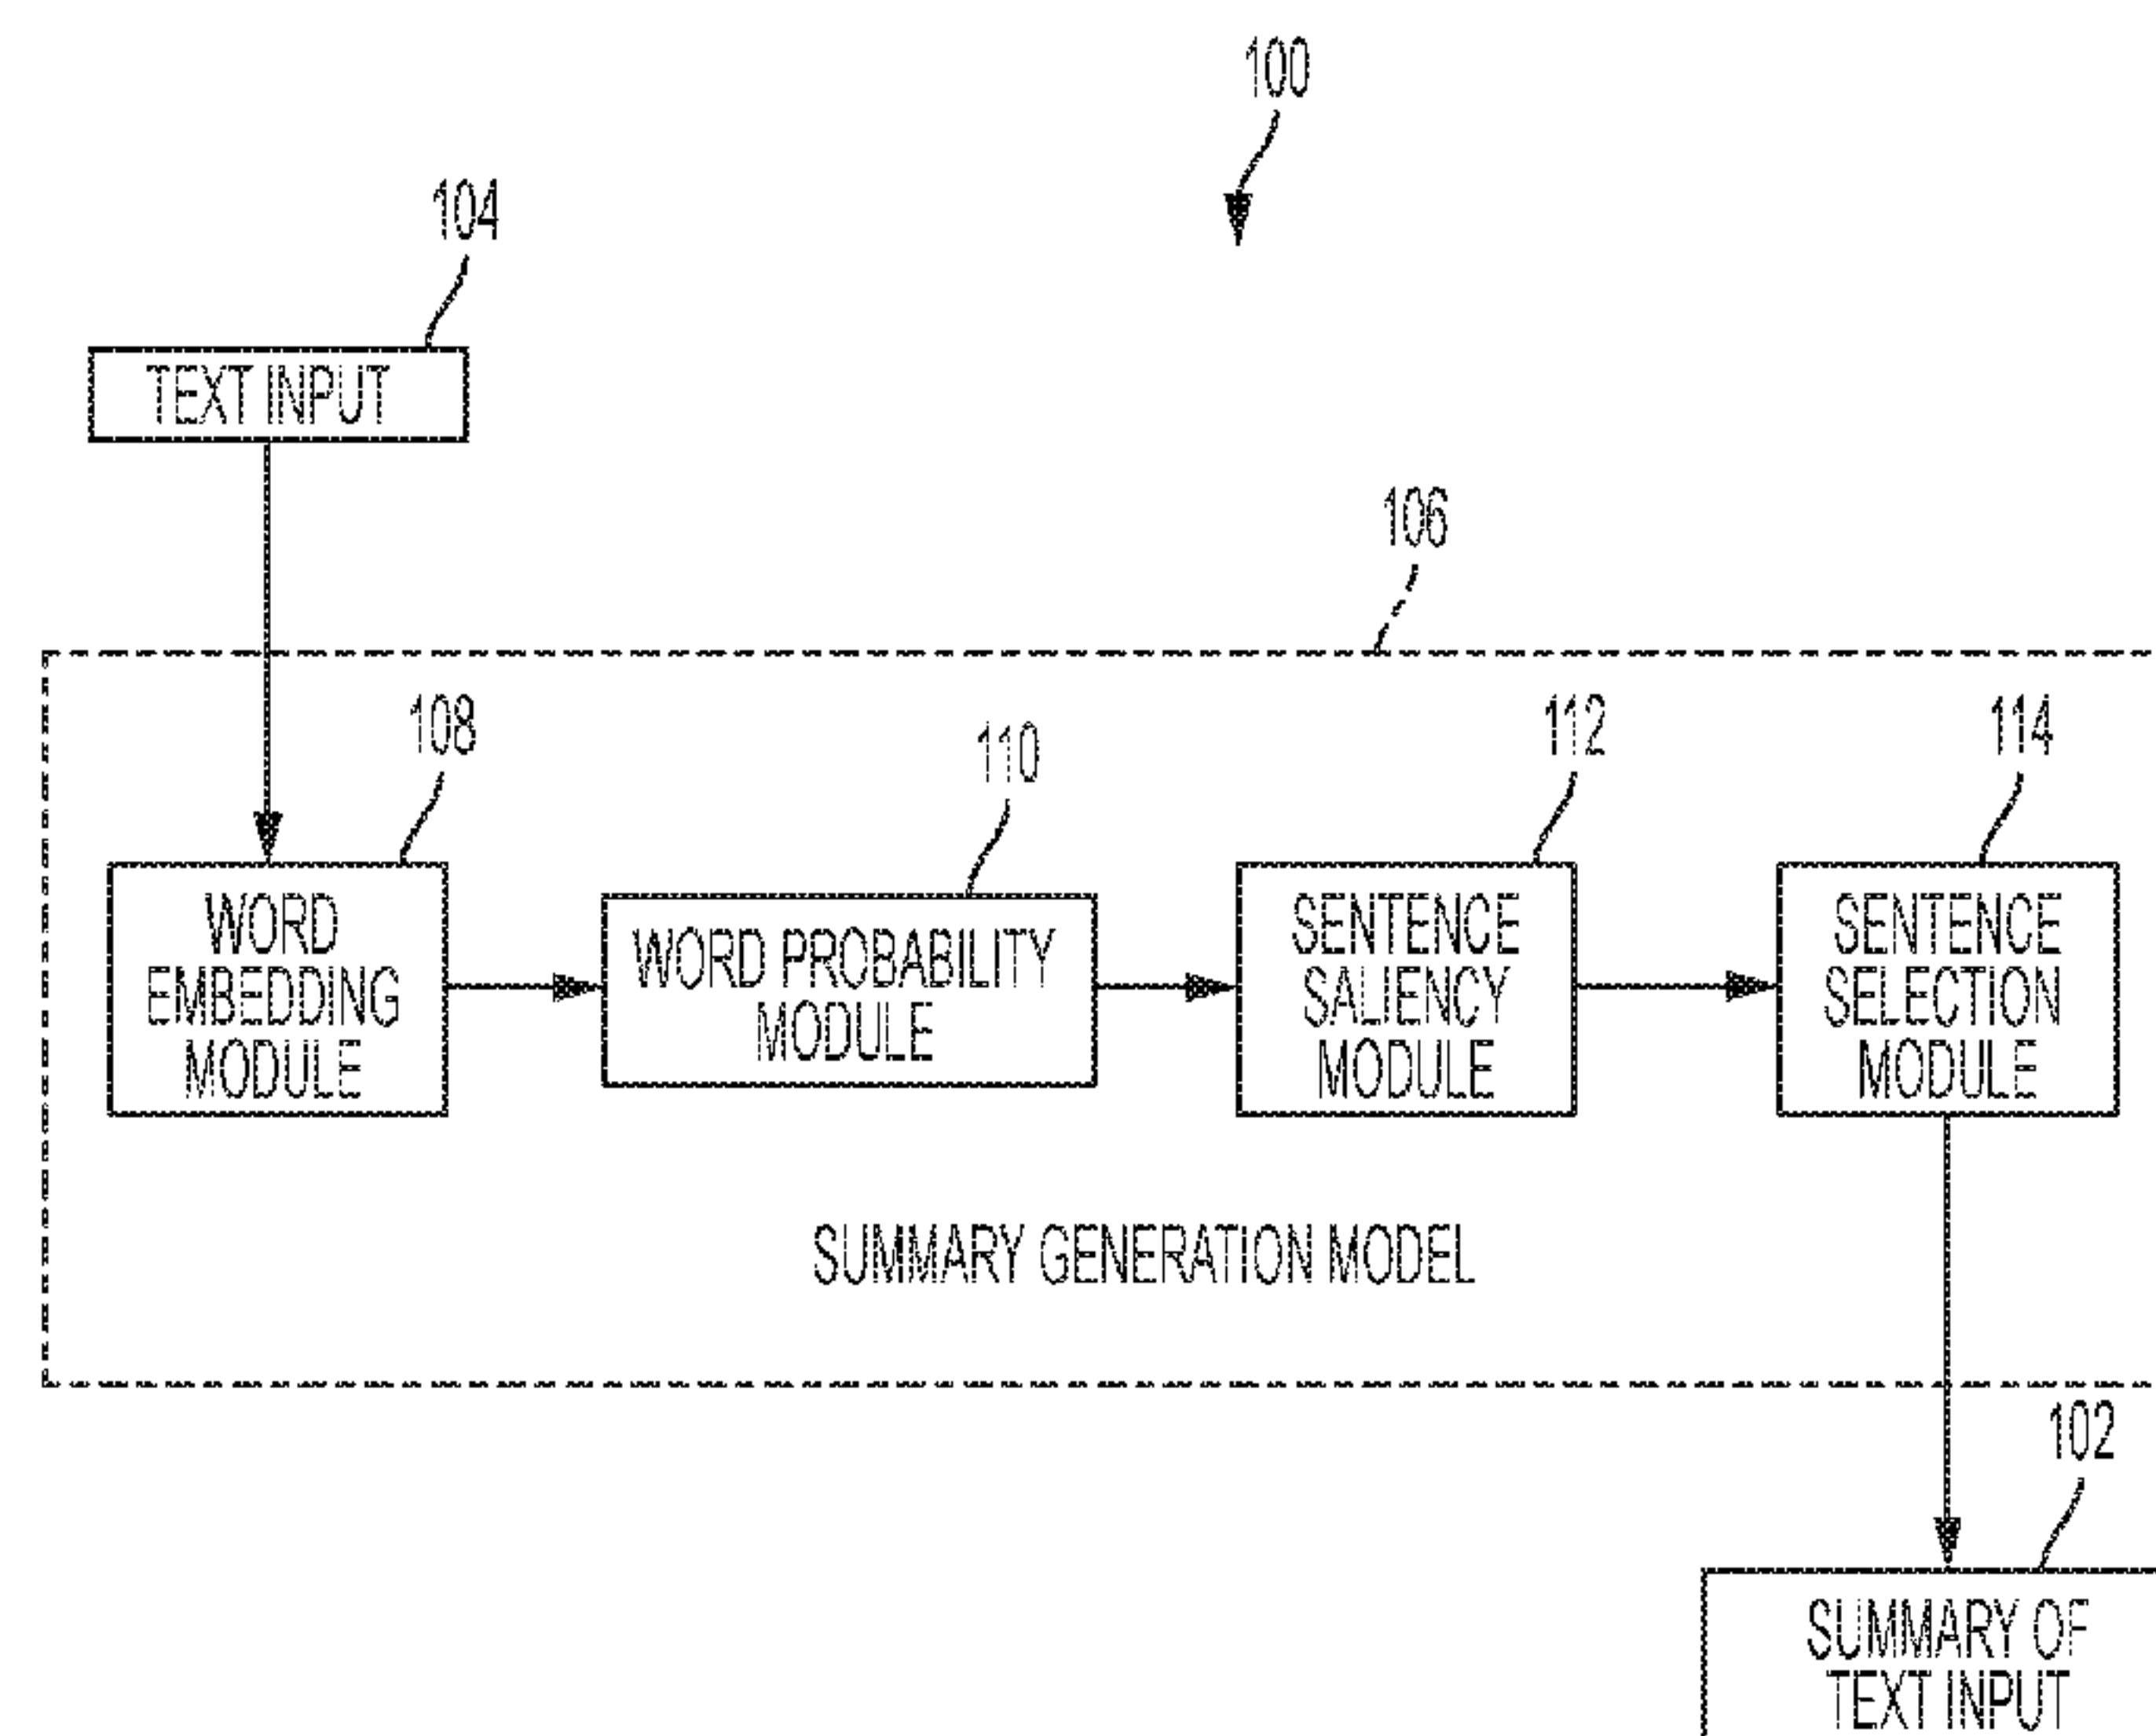 100
104
TEXT INPUT
106
108
110
112
114
WORD
EMBEDDING
MODULE
WORD PROBABILITY
MODULE
SENTENCE
SALIENCY
MODULE
SENTENCE
SELECTION
MODULE
SUMMARY GENERATION MODEL
102
SUMMARY OF
TEXT INPUT